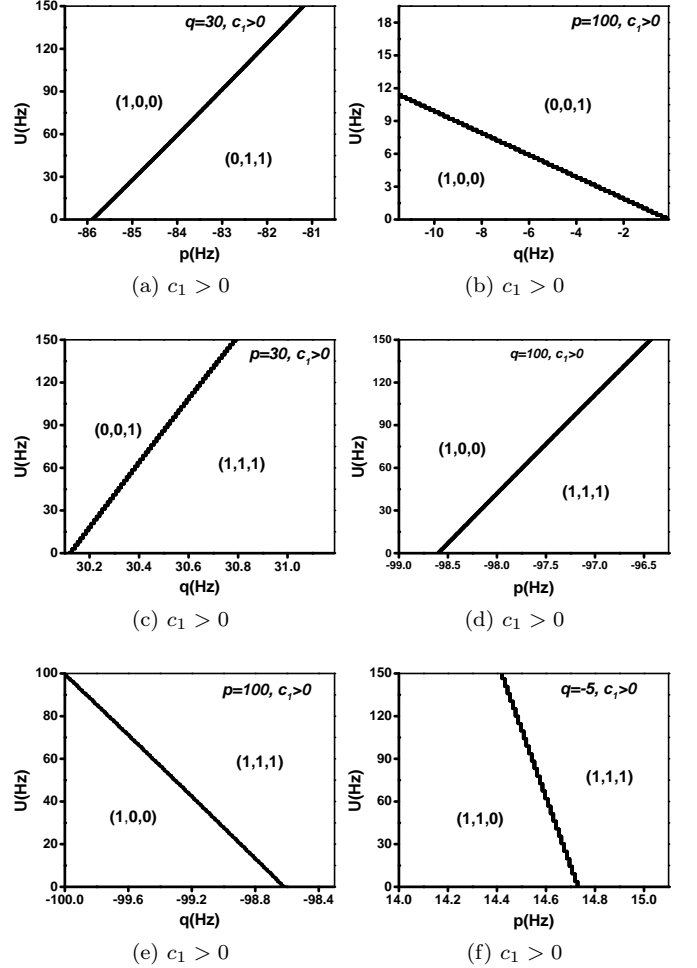 q=30, c₁>0
U(Hz)
150
120
90
60
30
0
(1,0,0)
(0,1,1)
-86 -85 -84 -83 -82 -81
p(Hz)
(a) c₁ > 0
p=100, c₁>0
U(Hz)
18
15
12
9
6
3
0
(0,0,1)
(1,0,0)
-10 -8 -6 -4 -2
q(Hz)
(b) c₁ > 0
p=30, c₁>0
U(Hz)
150
120
90
60
30
0
(0,0,1)
(1,1,1)
30.2 30.4 30.6 30.8 31.0
q(Hz)
(c) c₁ > 0
q=100, c₁>0
U(Hz)
150
120
90
60
30
0
(1,0,0)
(1,1,1)
-99.0 -98.5 -98.0 -97.5 -97.0 -96.5
p(Hz)
(d) c₁ > 0
p=100, c₁>0
U(Hz)
100
80
60
40
20
0
(1,1,1)
(1,0,0)
-100.0 -99.6 -99.2 -98.8 -98.4
q(Hz)
(e) c₁ > 0
q=-5, c₁>0
U(Hz)
150
120
90
60
30
0
(1,1,1)
(1,1,0)
14.0 14.2 14.4 14.6 14.8 15.0
p(Hz)
(f) c₁ > 0